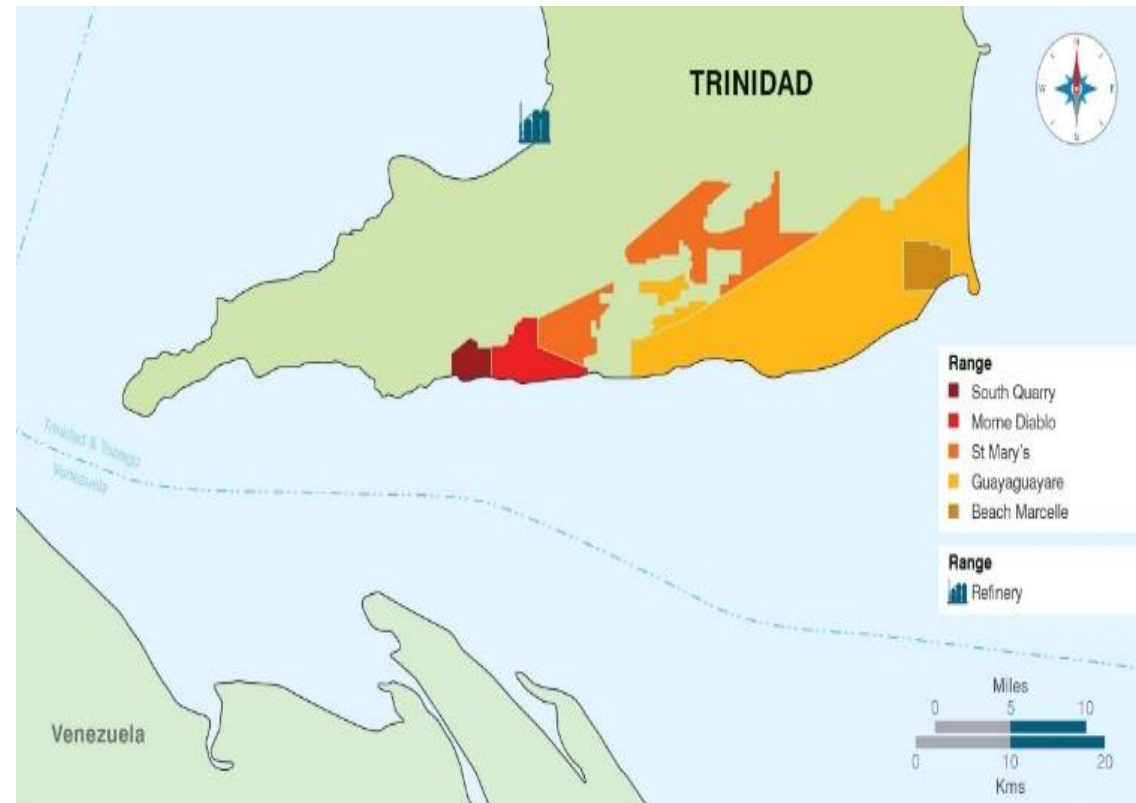 TRINIDAD
N
W
S
Trinidad & Tobago
Venezuela
Range
South Quarry
Morne Diablo
St Mary's
Guayaguayare
Beach Marcelle
Range
Refinery
Miles
0 5 10
0 10 20
Kms
Venezuela